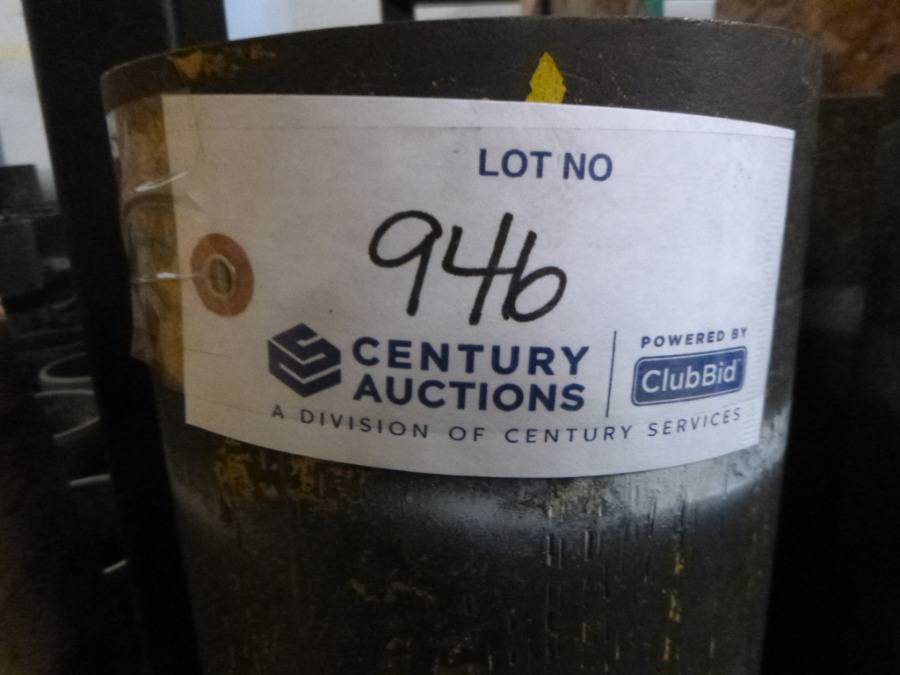 LOT NO
946
CENTURY
AUCTIONS
POWERED BY
ClubBid
A DIVISION OF CENTURY SERVICES